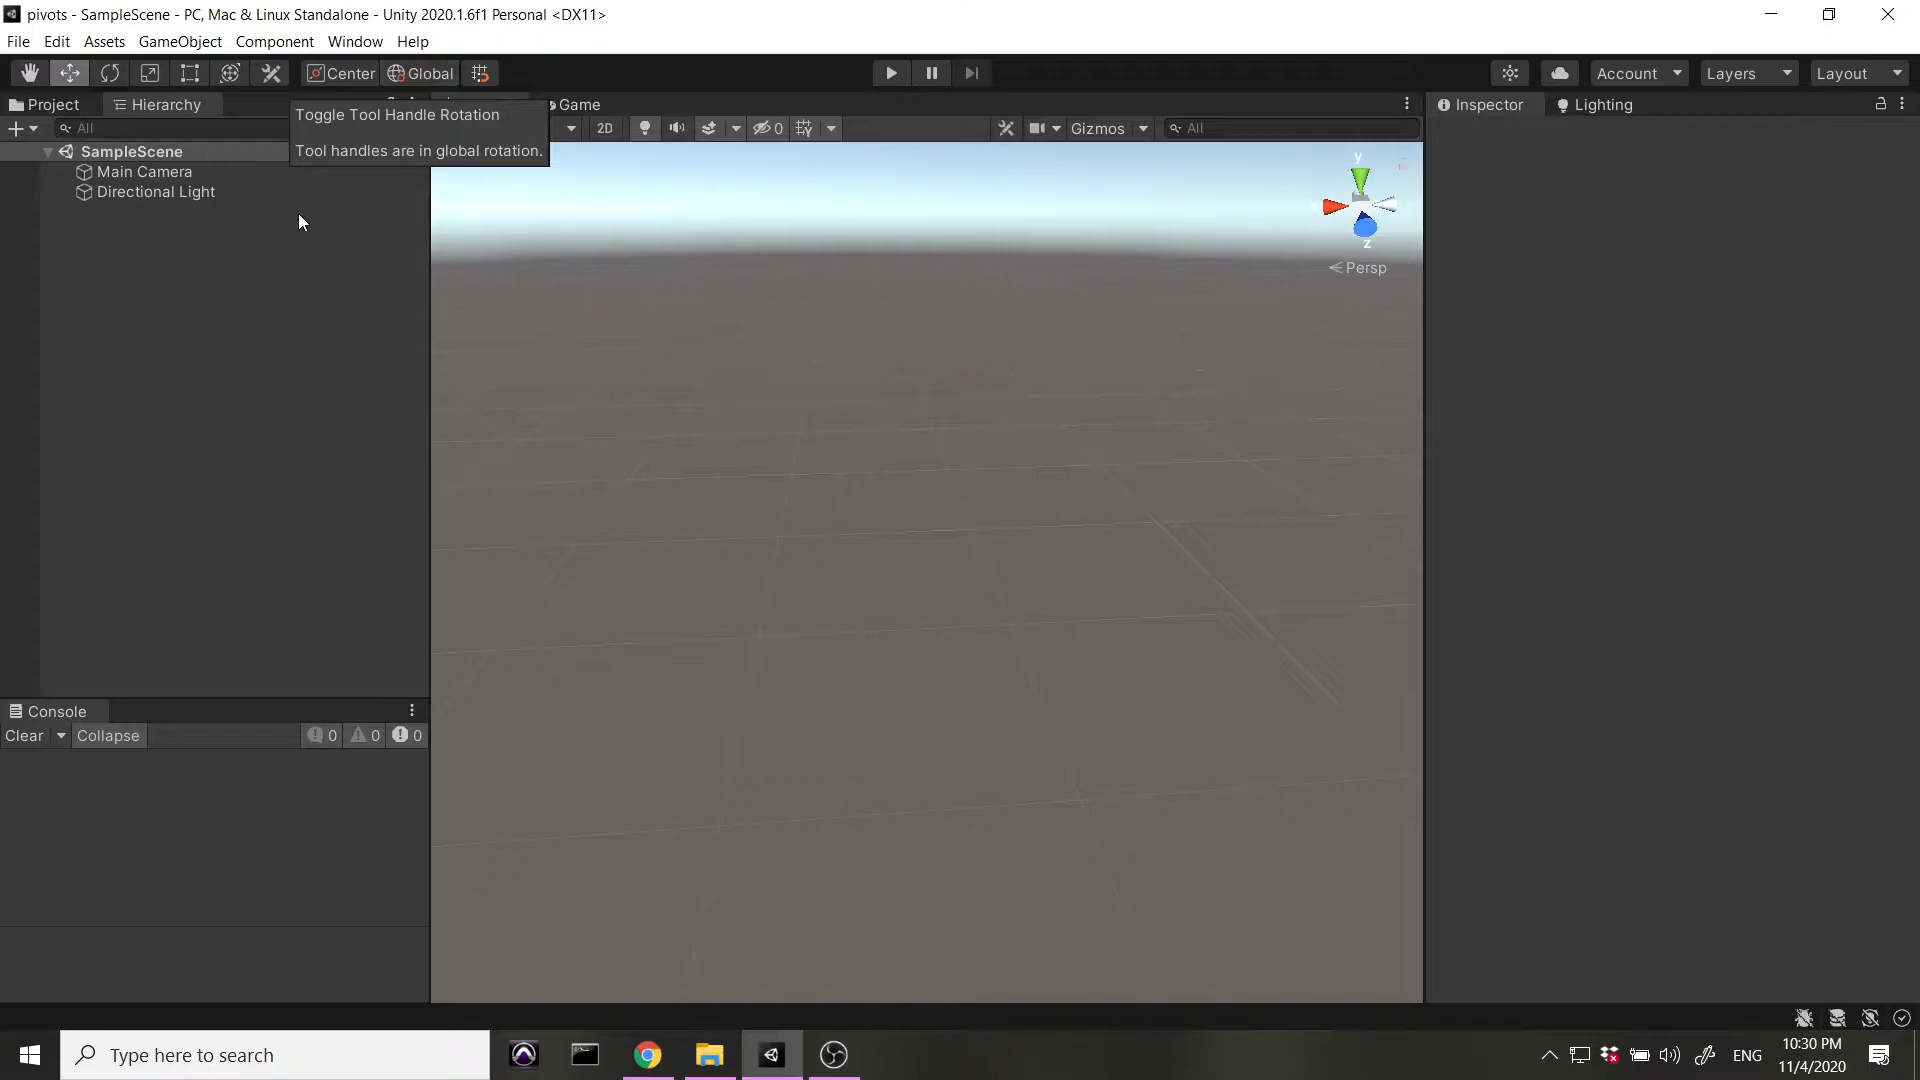 pivots - SampleScene - PC, Mac & Linux Standalone - Unity 2020.1.6f1 Personal <DX11>
File Edit Assets GameObject Component Window Help
Center Global Account Layers Layout
Project Hierarchy Game Inspector Lighting
Toggle Tool Handle Rotation
All 2D 0 Gizmos All
Tool handles are in global rotation.
SampleScene
Main Camera
Directional Light
y
z
Persp
Console
Clear Collapse 0 0 0
Type here to search
ENG
10:30 PM
11/4/2020